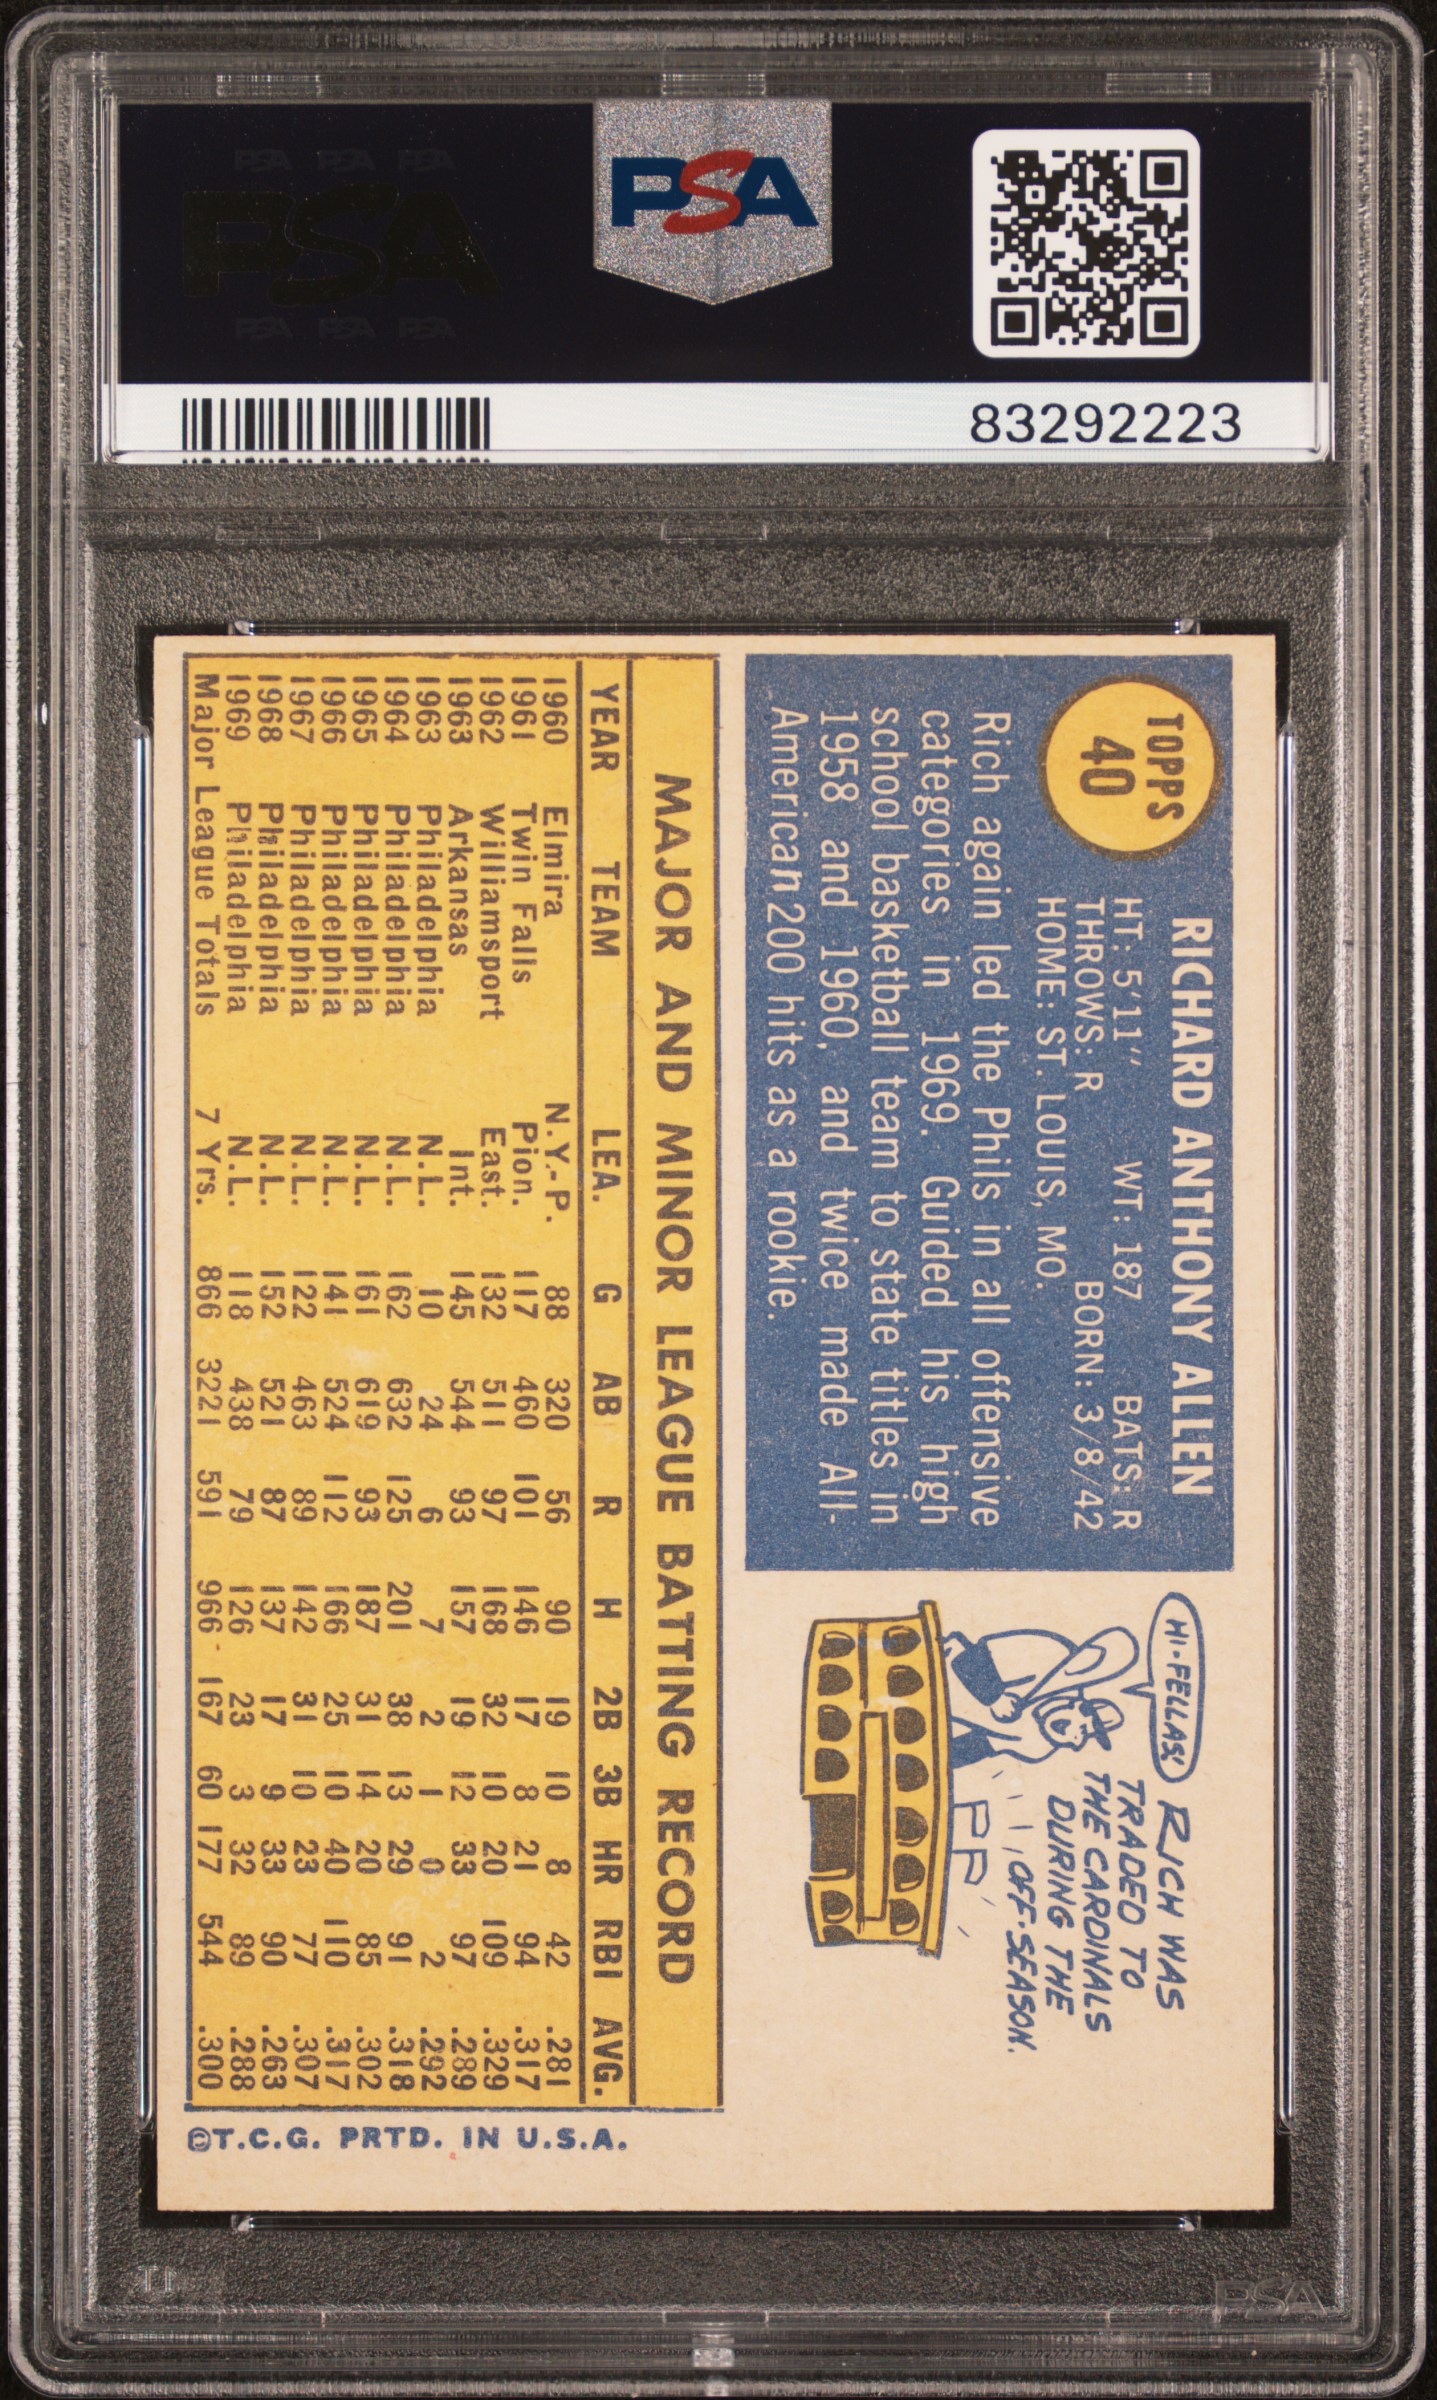 PSA PSA PSA
PSA
PSA PSA PSA
PSA
83292223
TOPPS
40
RICHARD ANTHONY ALLEN
HT: 5'11" WT: 187 BATS: R
THROWS: R BORN: 3/8/42
HOME: ST. LOUIS, MO.
Rich again led the Phils in all offensive
categories in 1969. Guided his high
school basketball team to state titles in
1958 and 1960, and twice made All-
American 200 hits as a rookie.
HI-FELLAS!
RICH WAS
TRADED TO
THE CARDINALS
DURING THE
OFF-SEASON.
MAJOR AND MINOR LEAGUE BATTING RECORD
YEAR TEAM LEA. G AB R H 2B 3B HR RBI AVG.
1960 Elmira N.Y.-P. 88 320 56 90 19 10 8 42 .281
1961 Twin Falls Pion. 117 460 101 146 17 8 21 94 .317
1962 Williamsport East. 132 511 97 168 32 10 20 109 .329
1963 Arkansas Int. 145 544 93 157 19 12 33 97 .289
1963 Philadelphia N.L. 10 24 6 7 2 1 0 2 .292
1964 Philadelphia N.L. 162 632 125 201 38 13 29 91 .318
1965 Philadelphia N.L. 161 619 93 187 31 14 20 85 .302
1966 Philadelphia N.L. 141 524 112 166 25 10 40 110 .317
1967 Philadelphia N.L. 122 463 89 142 31 10 23 77 .307
1968 Philadelphia N.L. 152 521 87 137 17 9 33 90 .263
1969 Philadelphia N.L. 118 438 79 126 23 3 32 89 .288
Major League Totals 7 Yrs. 866 3221 591 966 167 60 177 544 .300
©T.C.G. PRTD. IN U.S.A.
PSA